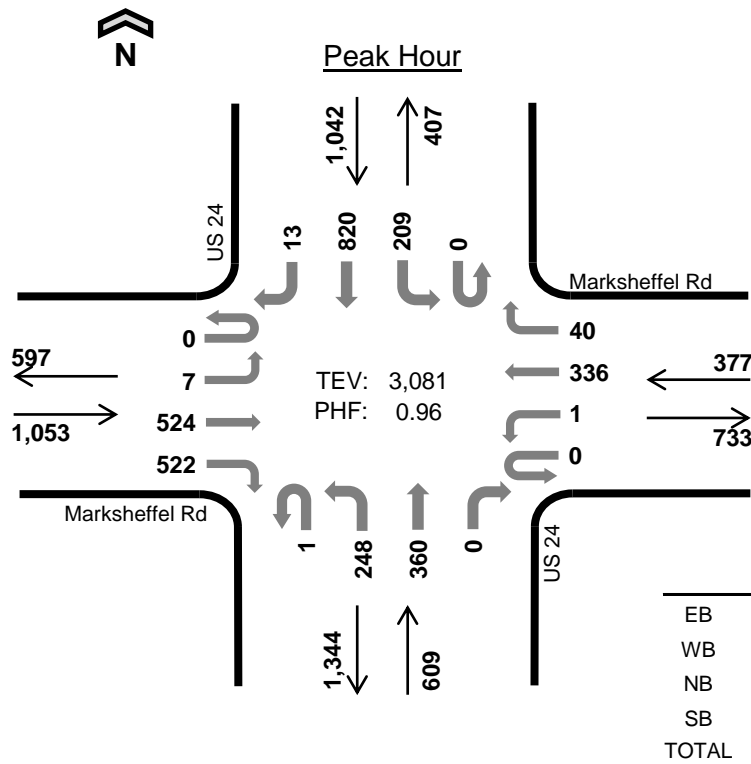 N
Peak Hour
1,042
407
US 24
13
820
209
0
Marksheffel Rd
0
40
597
7
TEV: 3,081
336
377
1,053
524
PHF: 0.96
1
733
522
0
Marksheffel Rd
1
248
360
0
US 24
1,344
609
EB
WB
NB
SB
TOTAL